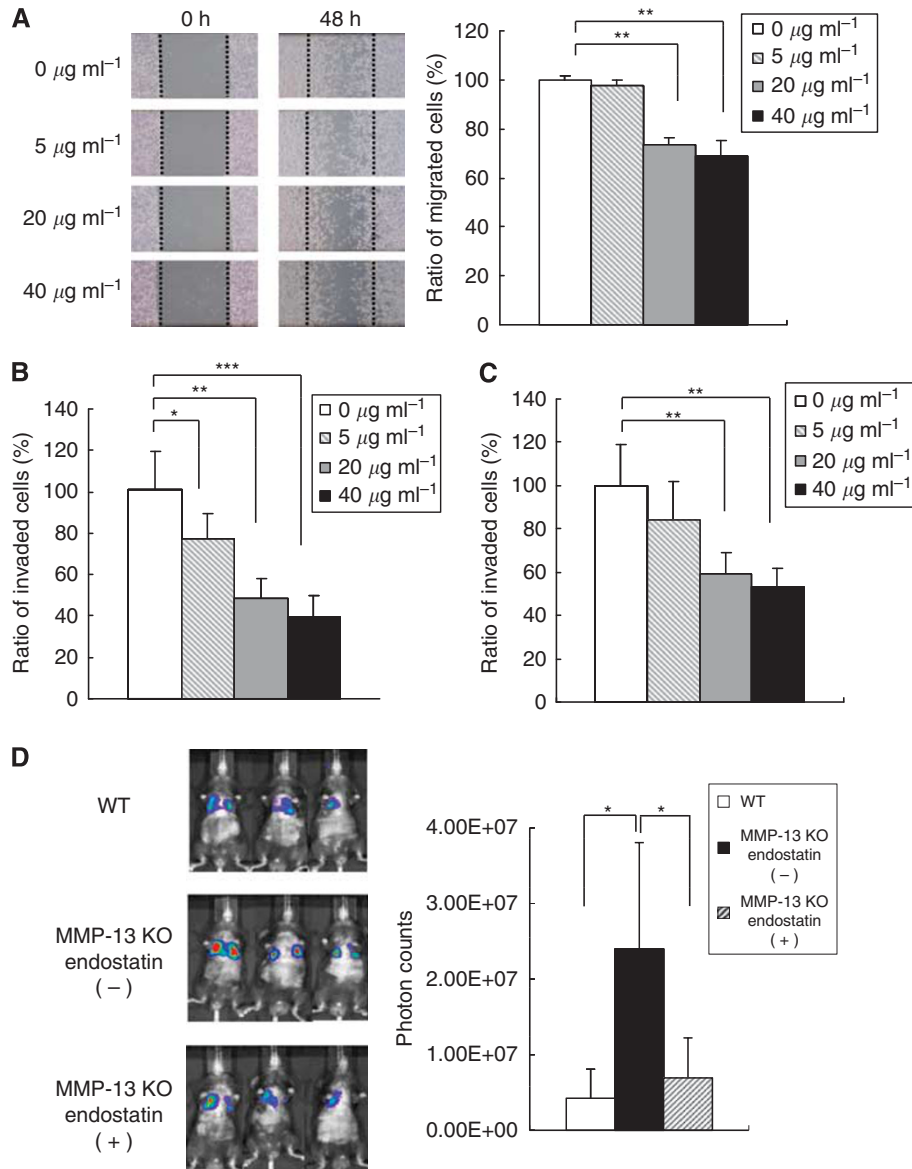 A
0 h
48 h
0 μg ml⁻¹
5 μg ml⁻¹
20 μg ml⁻¹
40 μg ml⁻¹
Ratio of migrated cells (%)
120
100
80
60
40
20
0
**
**
0 μg ml⁻¹
5 μg ml⁻¹
20 μg ml⁻¹
40 μg ml⁻¹
B
Ratio of invaded cells (%)
140
120
100
80
60
40
20
0
***
**
*
0 μg ml⁻¹
5 μg ml⁻¹
20 μg ml⁻¹
40 μg ml⁻¹
C
Ratio of invaded cells (%)
140
120
100
80
60
40
20
0
**
**
0 μg ml⁻¹
5 μg ml⁻¹
20 μg ml⁻¹
40 μg ml⁻¹
D
WT
MMP-13 KO
endostatin
( – )
MMP-13 KO
endostatin
( + )
Photon counts
4.00E+07
3.00E+07
2.00E+07
1.00E+07
0.00E+00
*
*
WT
MMP-13 KO
endostatin
( – )
MMP-13 KO
endostatin
( + )